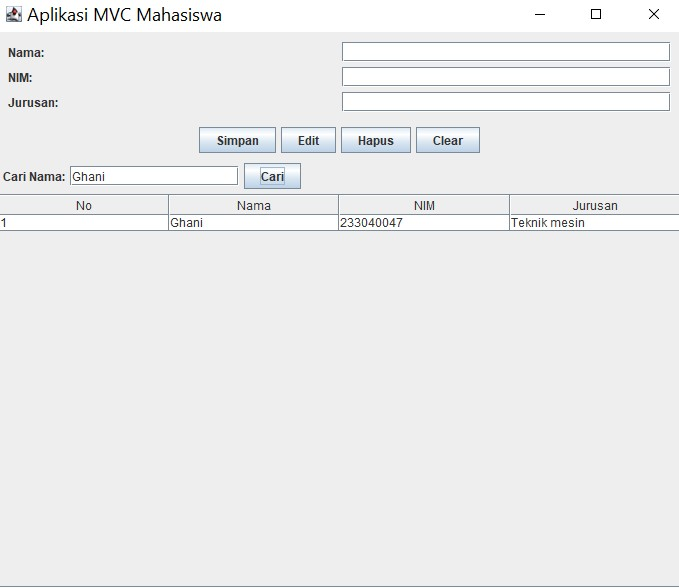 Aplikasi MVC Mahasiswa
Nama:
NIM:
Jurusan:
Simpan Edit Hapus Clear
Cari Nama: Ghani Cari
No Nama NIM Jurusan
1 Ghani 233040047 Teknik mesin